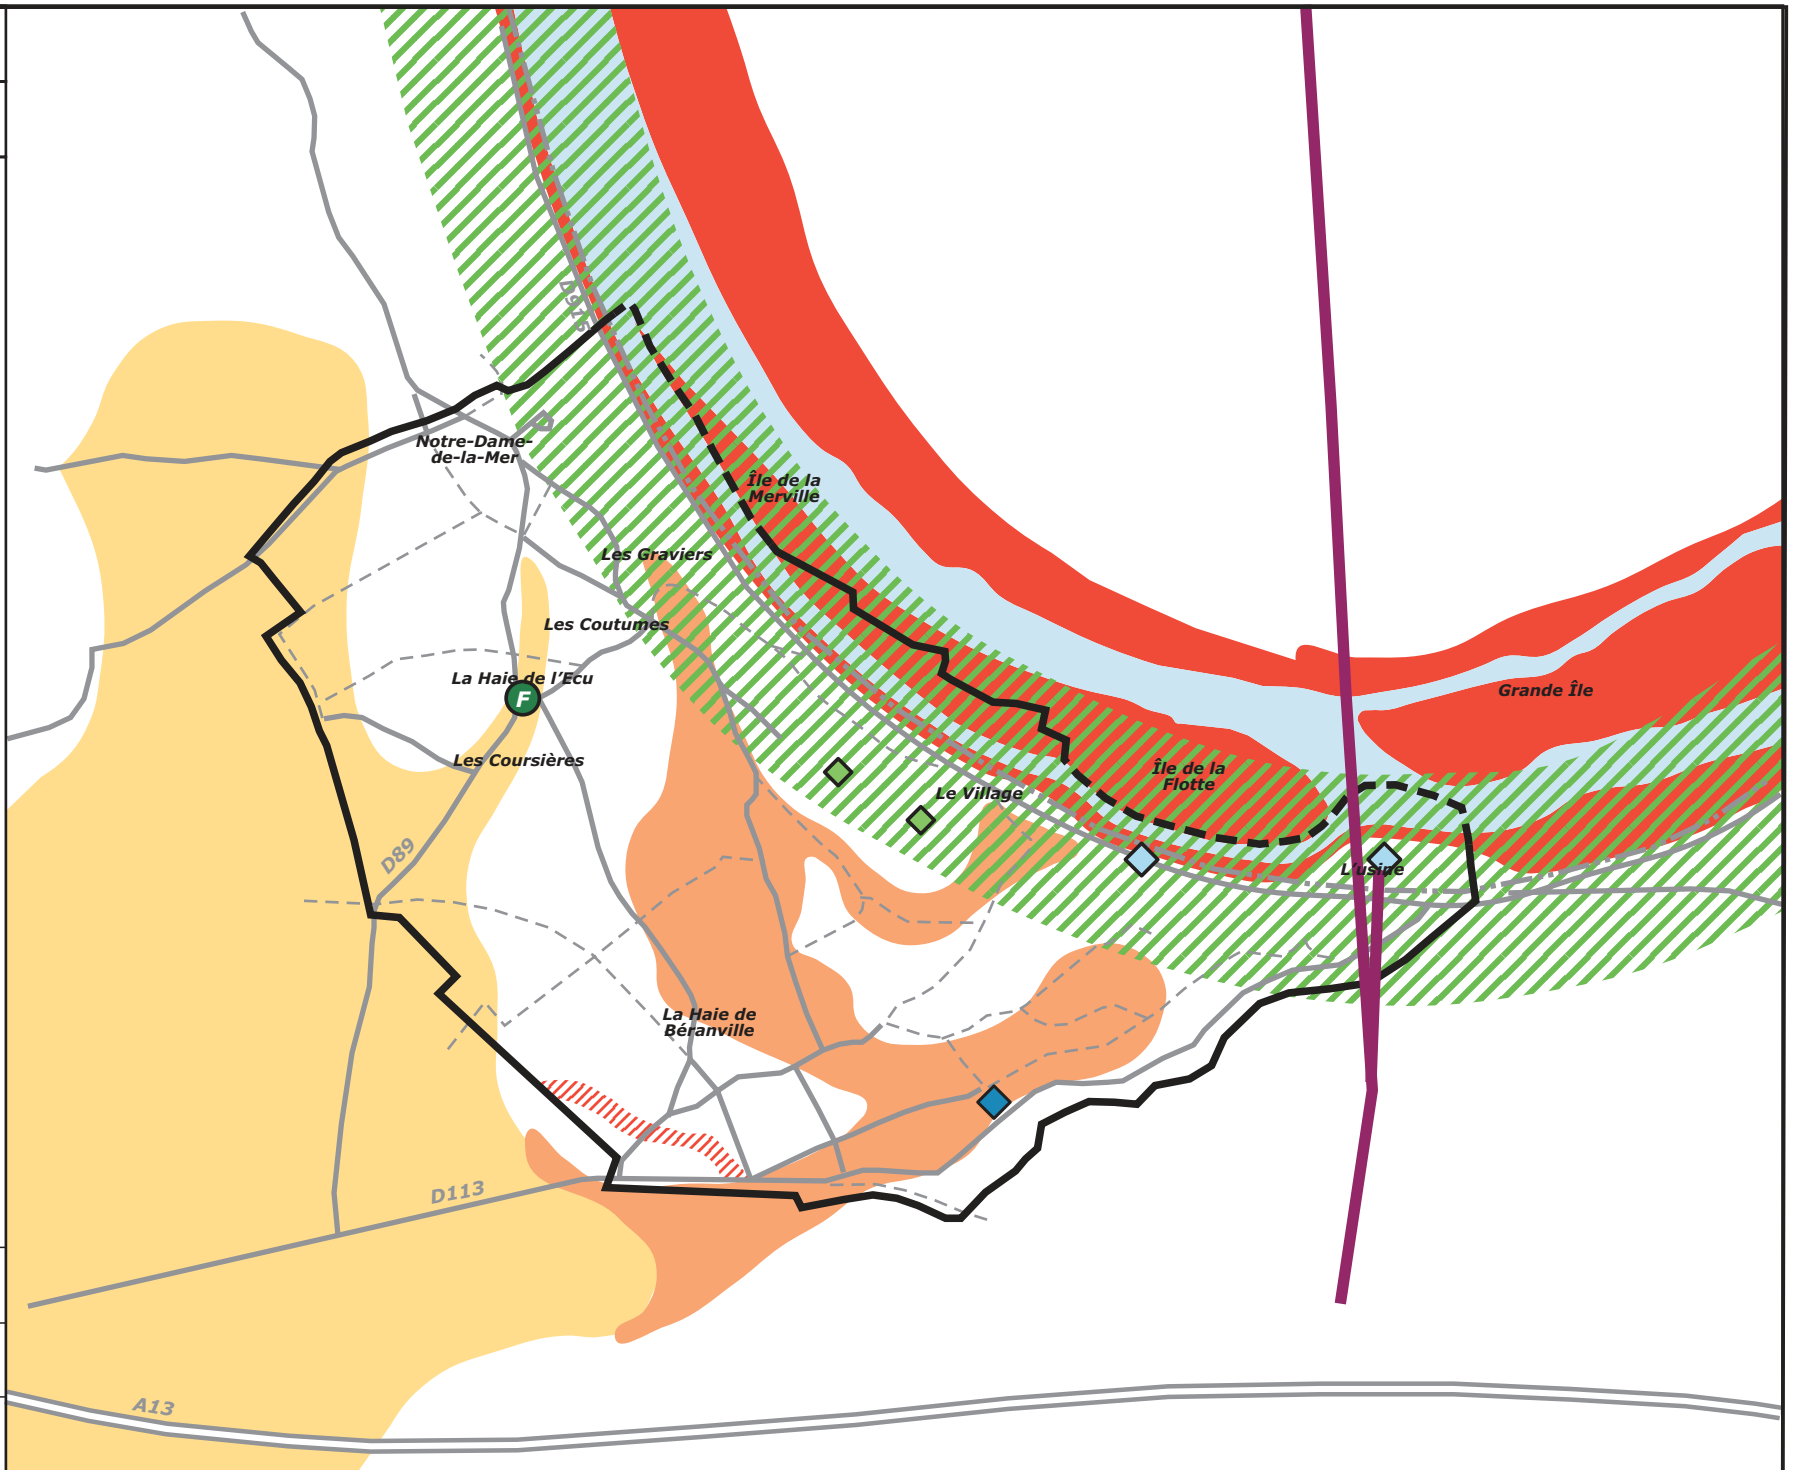 D915
Notre-Dame-
de-la-Mer
Île de la
Merville
Les Graviers
Les Coutumes
La Haie de l’Ecu
F
Grande Île
Les Coursières
Île de la
Flotte
Le Village
D89
L’usine
La Haie de
Béranville
D113
A13